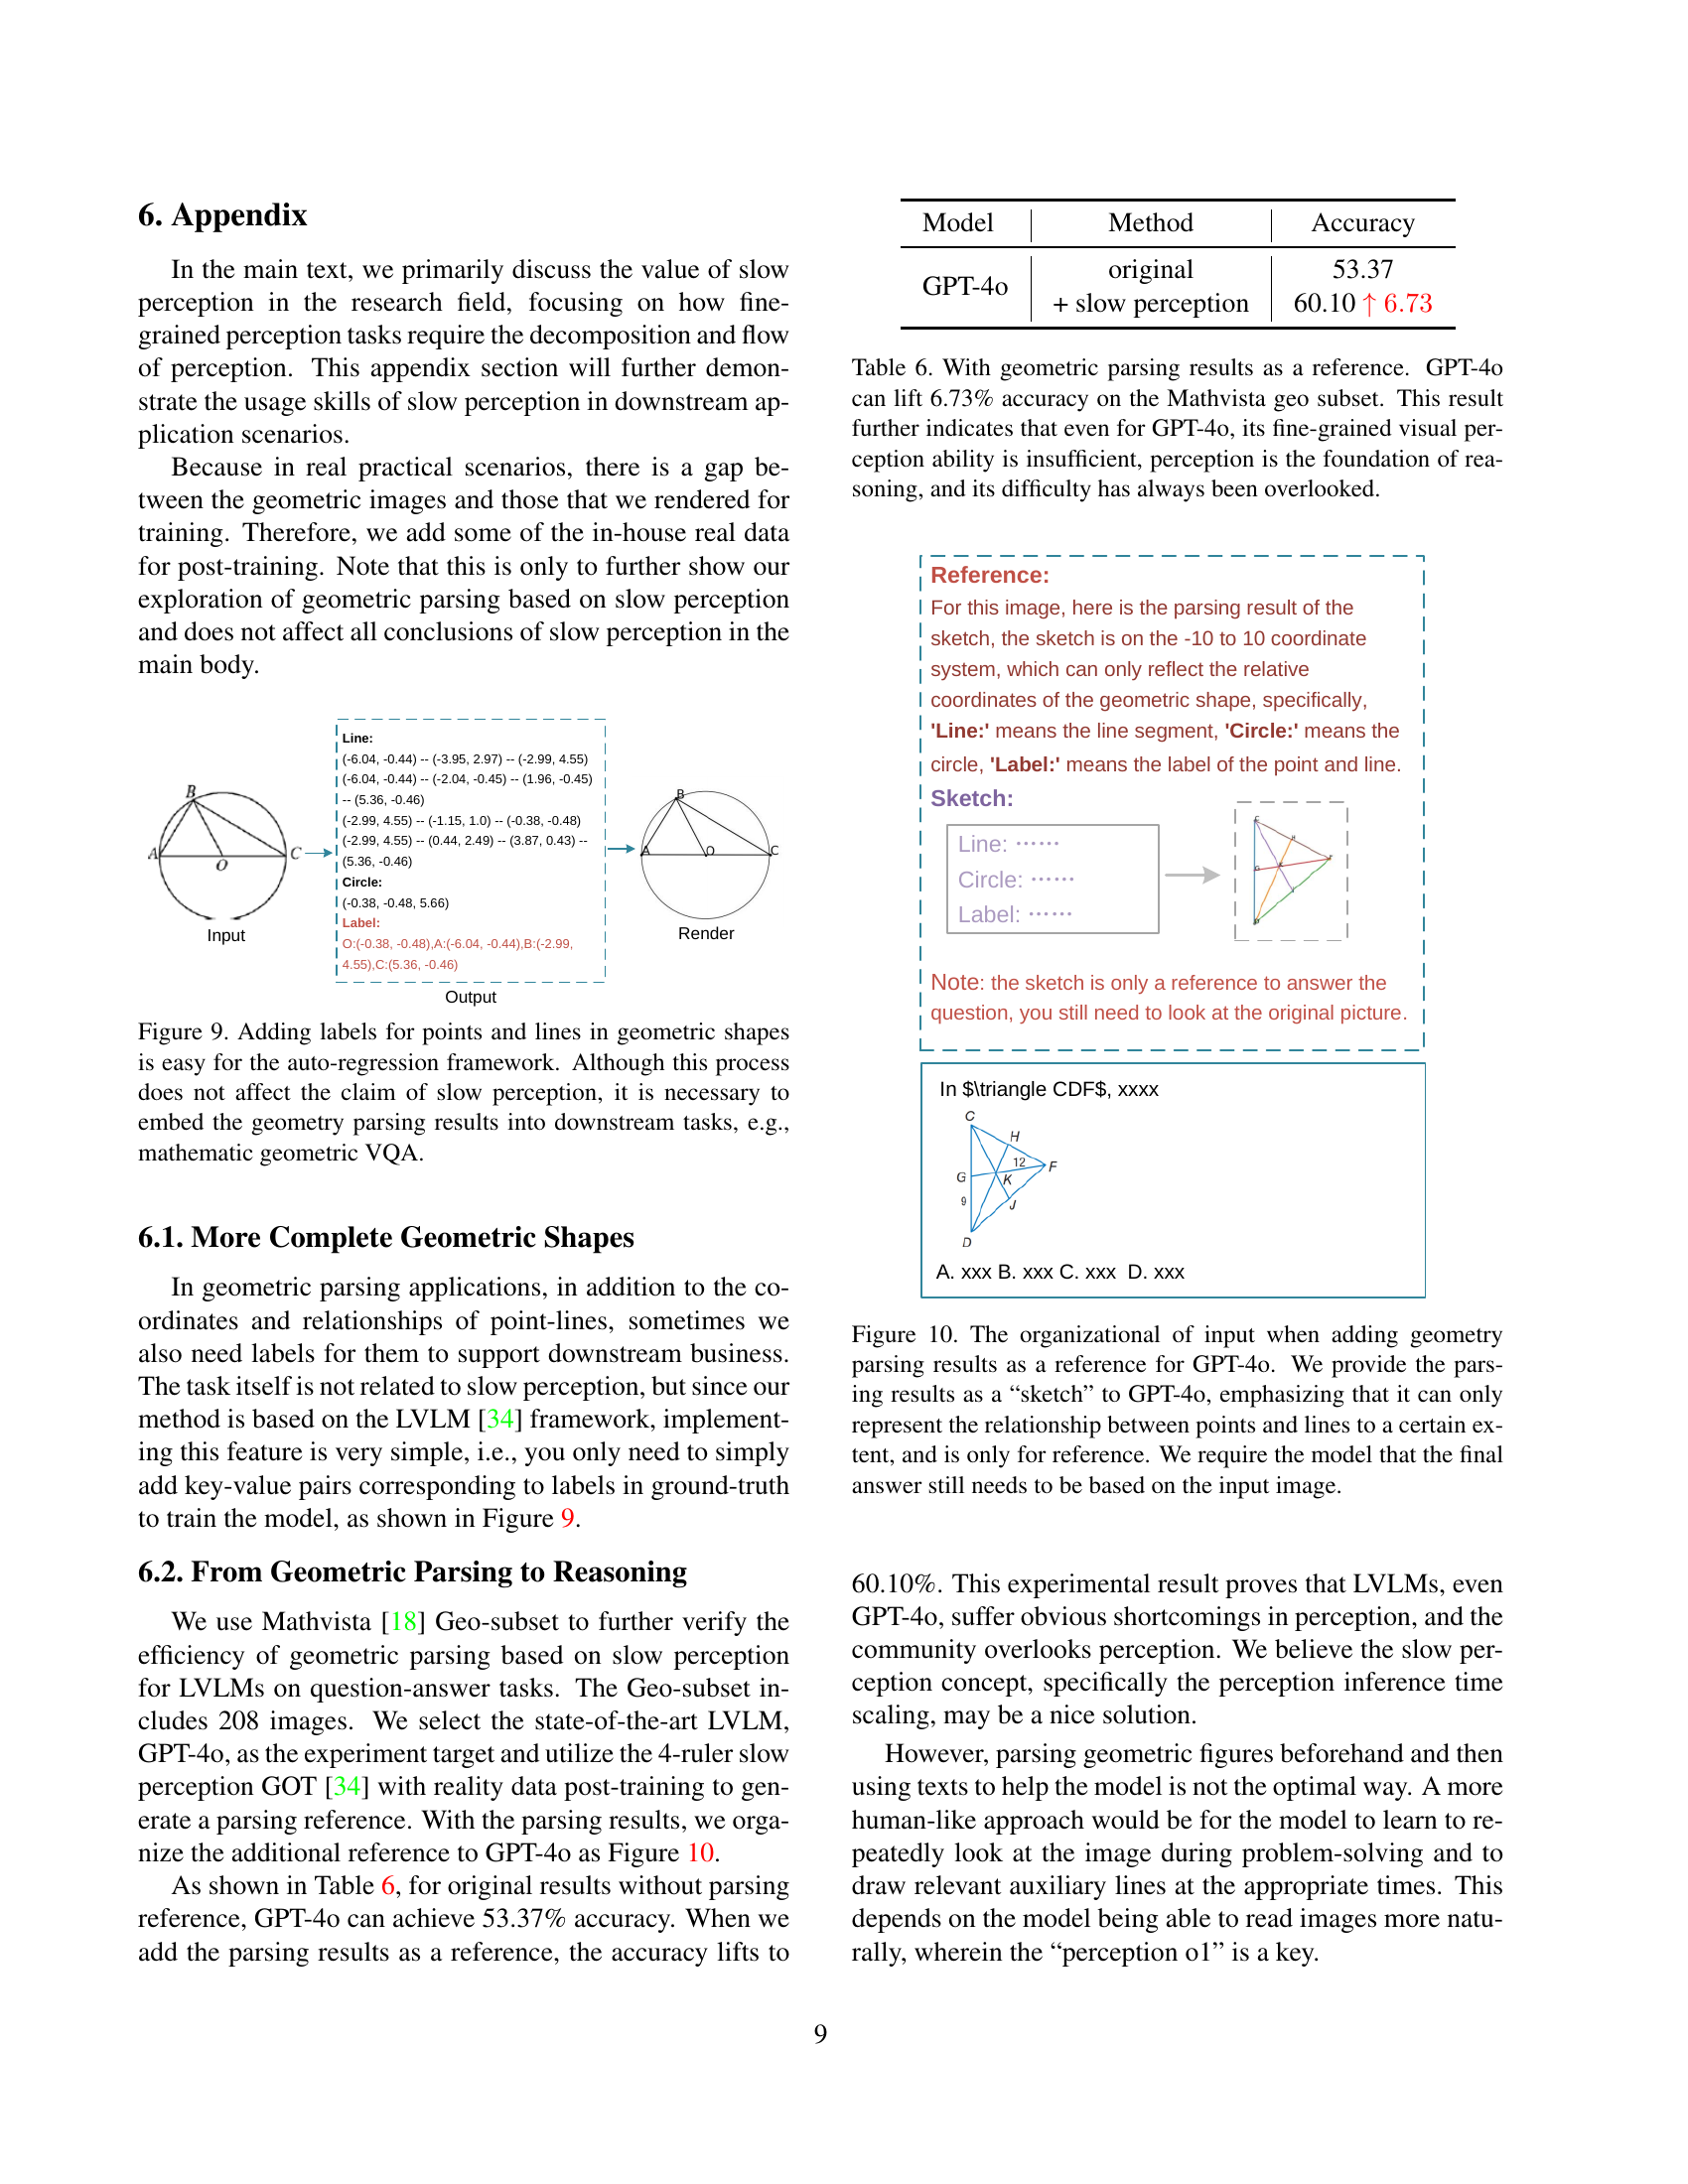 6. Appendix
In the main text, we primarily discuss the value of slow
perception in the research field, focusing on how fine-
grained perception tasks require the decomposition and flow
of perception. This appendix section will further demon-
strate the usage skills of slow perception in downstream ap-
plication scenarios.
Because in real practical scenarios, there is a gap be-
tween the geometric images and those that we rendered for
training. Therefore, we add some of the in-house real data
for post-training. Note that this is only to further show our
exploration of geometric parsing based on slow perception
and does not affect all conclusions of slow perception in the
main body.
B
A
O
C
Input
Line:
(-6.04, -0.44) -- (-3.95, 2.97) -- (-2.99, 4.55)
(-6.04, -0.44) -- (-2.04, -0.45) -- (1.96, -0.45)
-- (5.36, -0.46)
(-2.99, 4.55) -- (-1.15, 1.0) -- (-0.38, -0.48)
(-2.99, 4.55) -- (0.44, 2.49) -- (3.87, 0.43) --
(5.36, -0.46)
Circle:
(-0.38, -0.48, 5.66)
Label:
O:(-0.38, -0.48),A:(-6.04, -0.44),B:(-2.99,
4.55),C:(5.36, -0.46)
Output
B
A
O
C
Render
Figure 9. Adding labels for points and lines in geometric shapes
is easy for the auto-regression framework. Although this process
does not affect the claim of slow perception, it is necessary to
embed the geometry parsing results into downstream tasks, e.g.,
mathematic geometric VQA.
6.1. More Complete Geometric Shapes
In geometric parsing applications, in addition to the co-
ordinates and relationships of point-lines, sometimes we
also need labels for them to support downstream business.
The task itself is not related to slow perception, but since our
method is based on the LVLM [34] framework, implement-
ing this feature is very simple, i.e., you only need to simply
add key-value pairs corresponding to labels in ground-truth
to train the model, as shown in Figure 9.
6.2. From Geometric Parsing to Reasoning
We use Mathvista [18] Geo-subset to further verify the
efficiency of geometric parsing based on slow perception
for LVLMs on question-answer tasks. The Geo-subset in-
cludes 208 images. We select the state-of-the-art LVLM,
GPT-4o, as the experiment target and utilize the 4-ruler slow
perception GOT [34] with reality data post-training to gen-
erate a parsing reference. With the parsing results, we orga-
nize the additional reference to GPT-4o as Figure 10.
As shown in Table 6, for original results without parsing
reference, GPT-4o can achieve 53.37% accuracy. When we
add the parsing results as a reference, the accuracy lifts to
Model Method Accuracy
GPT-4o
original 53.37
+ slow perception 60.10 ↑ 6.73
Table 6. With geometric parsing results as a reference. GPT-4o
can lift 6.73% accuracy on the Mathvista geo subset. This result
further indicates that even for GPT-4o, its fine-grained visual per-
ception ability is insufficient, perception is the foundation of rea-
soning, and its difficulty has always been overlooked.
Reference:
For this image, here is the parsing result of the
sketch, the sketch is on the -10 to 10 coordinate
system, which can only reflect the relative
coordinates of the geometric shape, specifically,
'Line:' means the line segment, 'Circle:' means the
circle, 'Label:' means the label of the point and line.
Sketch:
Line: ······
Circle: ······
Label: ······
Note: the sketch is only a reference to answer the
question, you still need to look at the original picture.
In $\triangle CDF$, xxxx
C
H
12
F
G
K
9
J
D
A. xxx B. xxx C. xxx D. xxx
Figure 10. The organizational of input when adding geometry
parsing results as a reference for GPT-4o. We provide the pars-
ing results as a “sketch” to GPT-4o, emphasizing that it can only
represent the relationship between points and lines to a certain ex-
tent, and is only for reference. We require the model that the final
answer still needs to be based on the input image.
60.10%. This experimental result proves that LVLMs, even
GPT-4o, suffer obvious shortcomings in perception, and the
community overlooks perception. We believe the slow per-
ception concept, specifically the perception inference time
scaling, may be a nice solution.
However, parsing geometric figures beforehand and then
using texts to help the model is not the optimal way. A more
human-like approach would be for the model to learn to re-
peatedly look at the image during problem-solving and to
draw relevant auxiliary lines at the appropriate times. This
depends on the model being able to read images more natu-
rally, wherein the “perception o1” is a key.
9